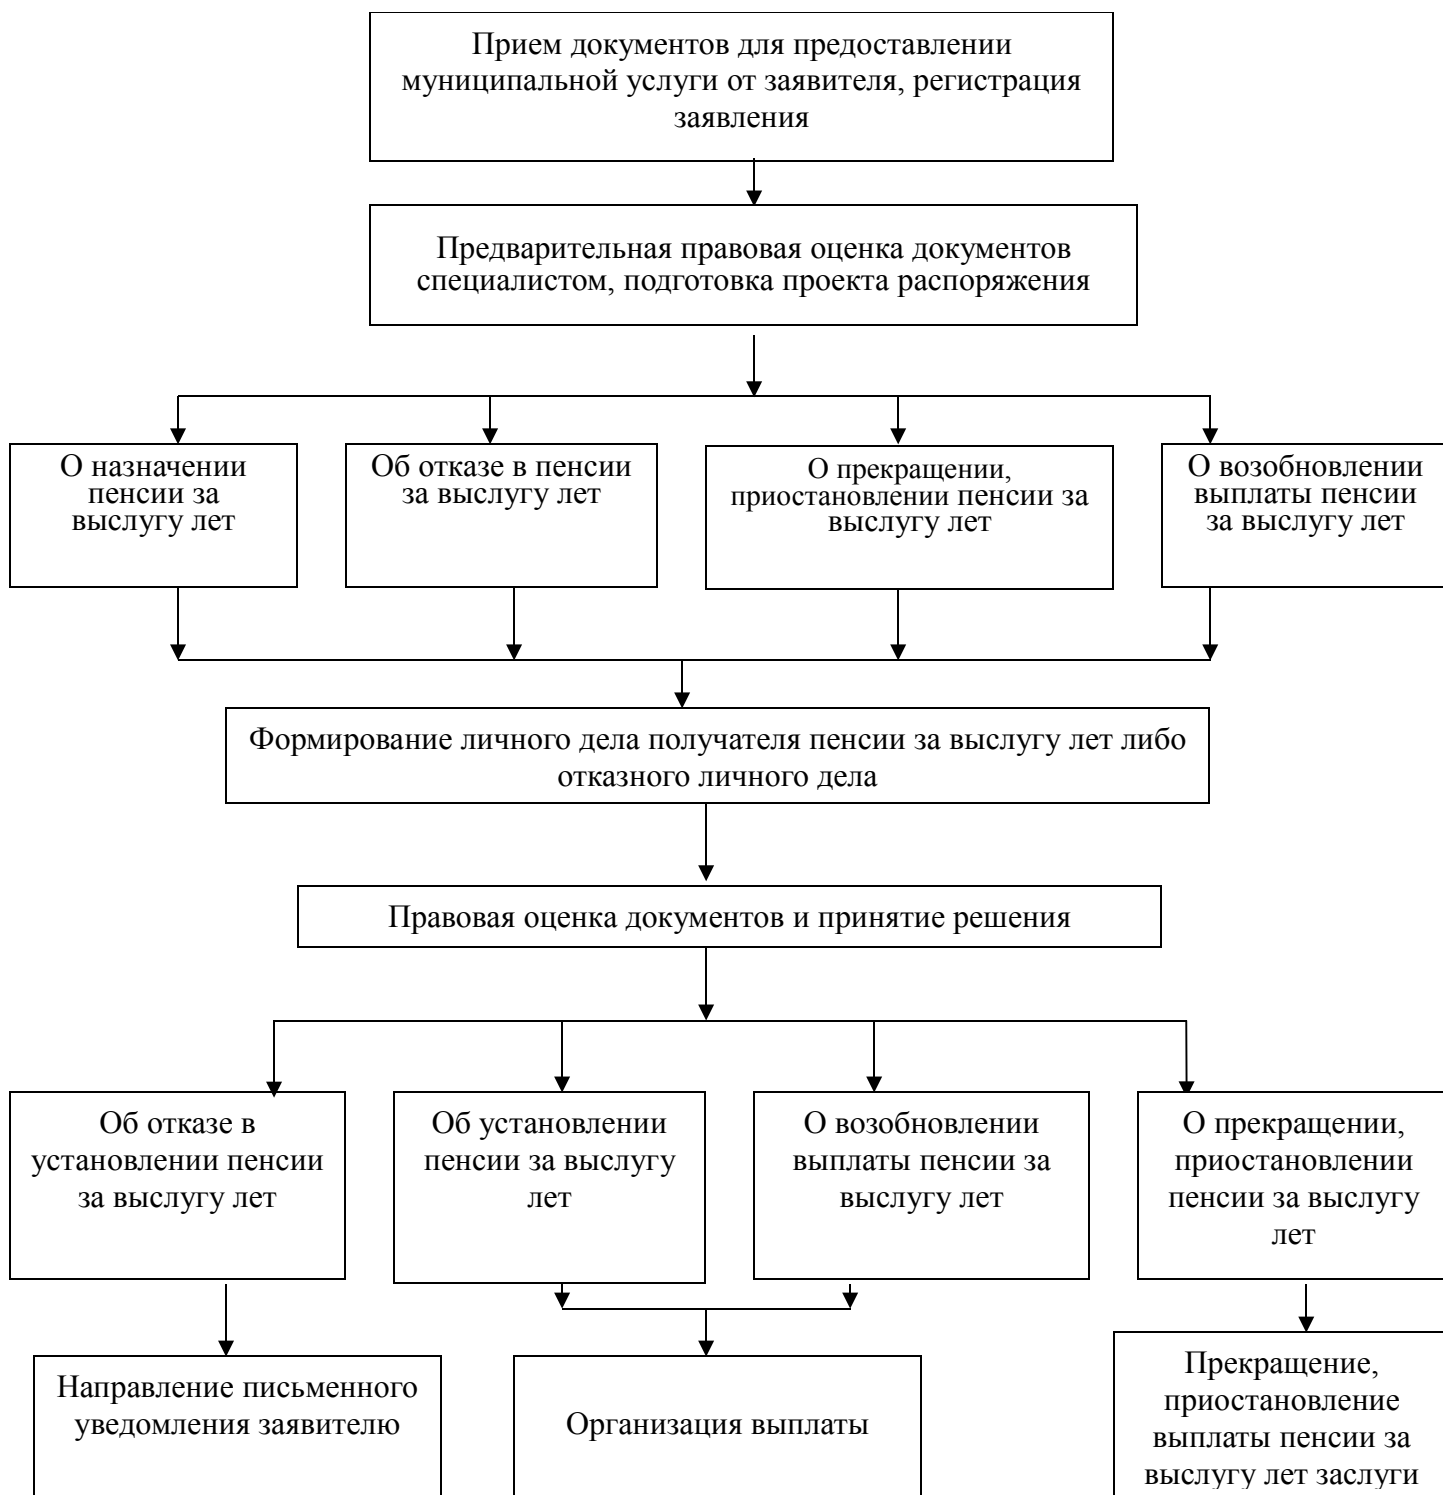 Прием документов для предоставлении
муниципальной услуги от заявителя, регистрация
заявления
Предварительная правовая оценка документов
специалистом, подготовка проекта распоряжения
О назначении
пенсии за
выслугу лет
Об отказе в пенсии
за выслугу лет
О прекращении,
приостановлении пенсии за
выслугу лет
О возобновлении
выплаты пенсии
за выслугу лет
Формирование личного дела получателя пенсии за выслугу лет либо
отказного личного дела
Правовая оценка документов и принятие решения
Об отказе в
установлении пенсии
за выслугу лет
Об установлении
пенсии за выслугу
лет
О возобновлении
выплаты пенсии за
выслугу лет
О прекращении,
приостановлении
пенсии за выслугу
лет
Направление письменного
уведомления заявителю
Организация выплаты
Прекращение,
приостановление
выплаты пенсии за
выслугу лет заслуги